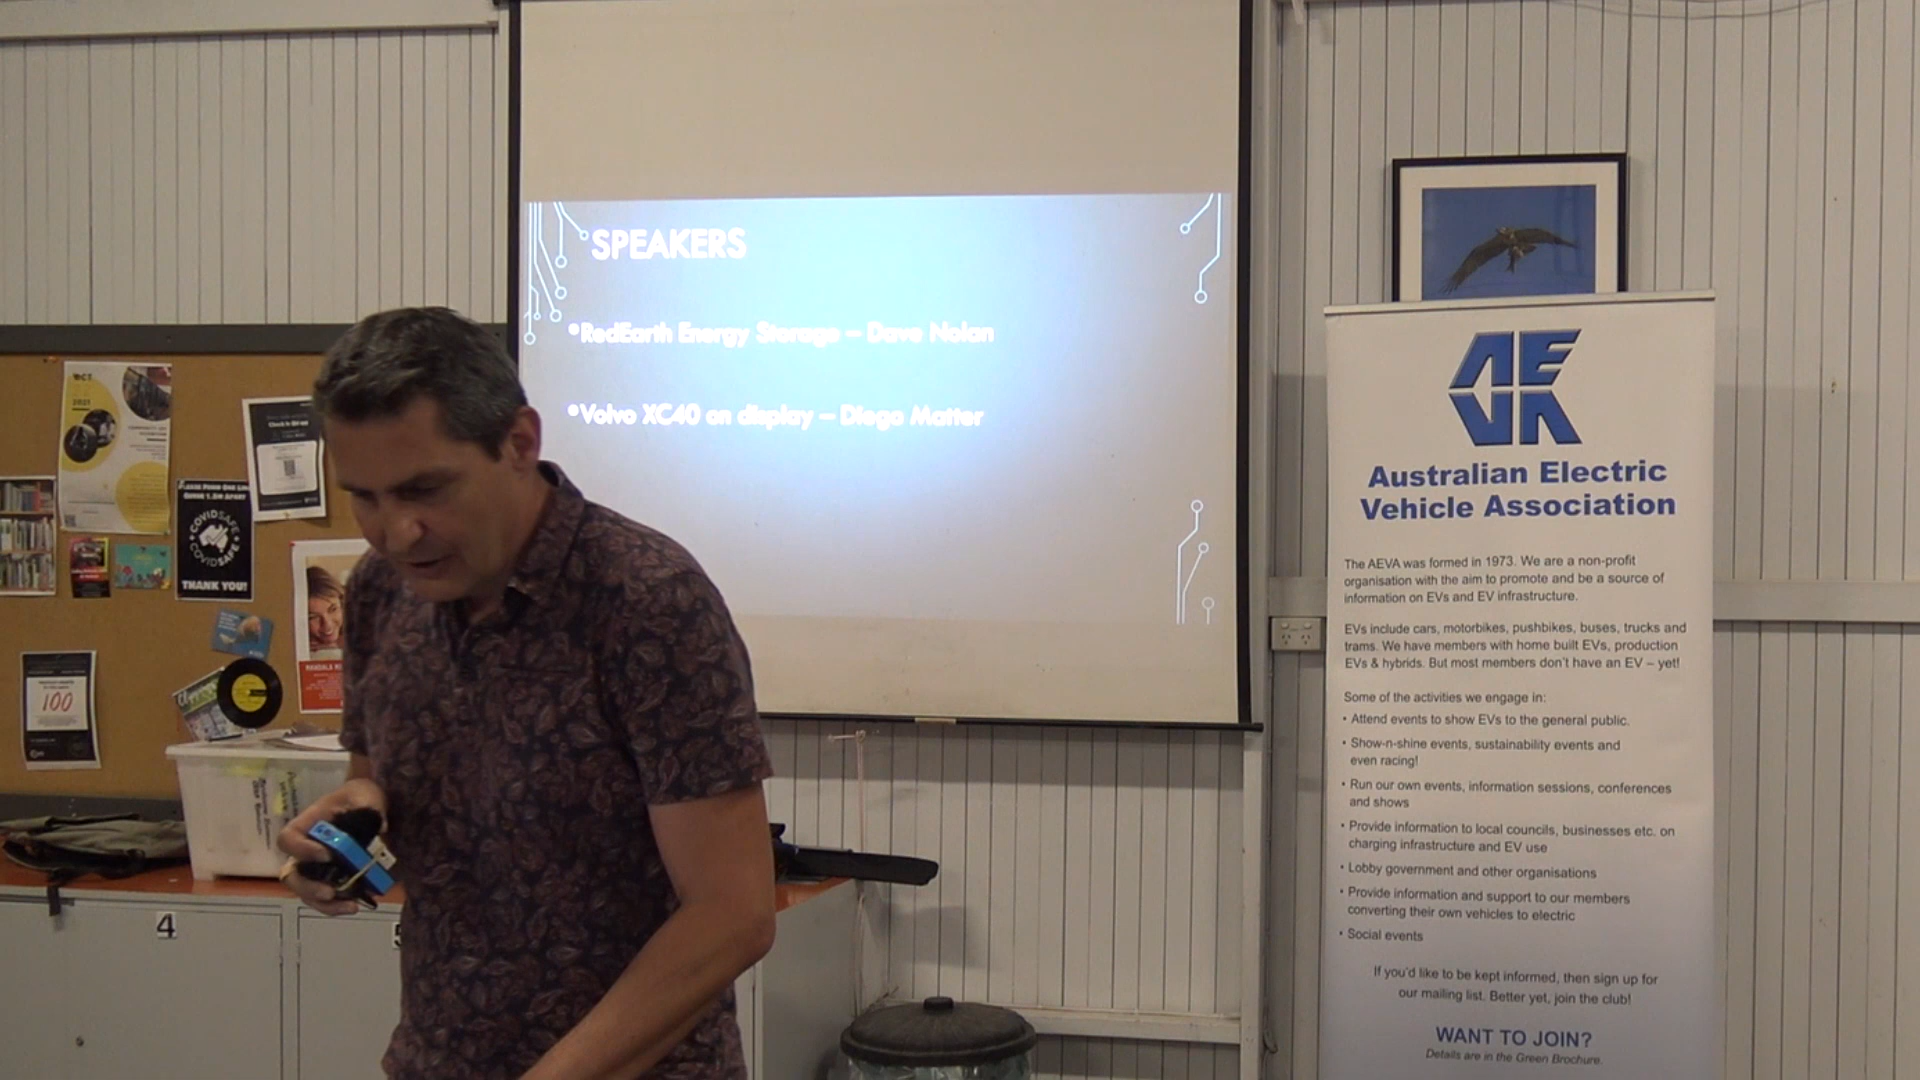 SPEAKERS
•RedEarth Energy Storage – Dave Nolan
•Volvo XC40 on display – Diego Matter
AEVA
Australian Electric
Vehicle Association
The AEVA was formed in 1973. We are a non-profit
organisation with the aim to promote and be a source of
information on EVs and EV infrastructure.
EVs include cars, motorbikes, pushbikes, buses, trucks and
trams. We have members with home built EVs, production
EVs & hybrids. But most members don't have an EV – yet!
Some of the activities we engage in:
• Attend events to show EVs to the general public.
• Show-n-shine events, sustainability events and
even racing!
• Run our own events, information sessions, conferences
and shows
• Provide information to local councils, businesses etc. on
charging infrastructure and EV use
• Lobby government and other organisations
• Provide information and support to our members
converting their own vehicles to electric
• Social events
If you'd like to be kept informed, then sign up for
our mailing list. Better yet, join the club!
WANT TO JOIN?
Details are in the Green Brochure.
OCT
2021
COVIDSAFE
COVIDSAFE
THANK YOU!
100
4
5